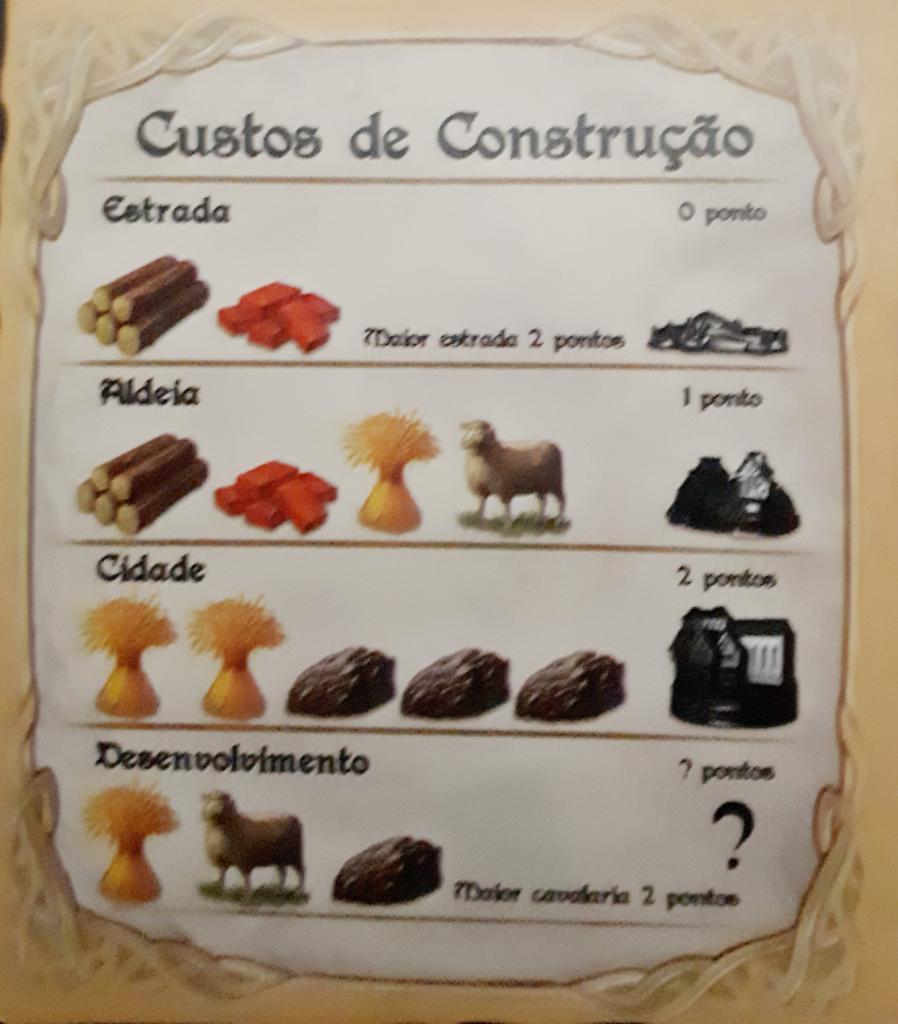 Custos de Construção
Estrada
0 ponto
Maior estrada 2 pontos
Aldeia
1 ponto
Cidade
2 pontos
Desenvolvimento
? pontos
?
Maior cavalaria 2 pontos